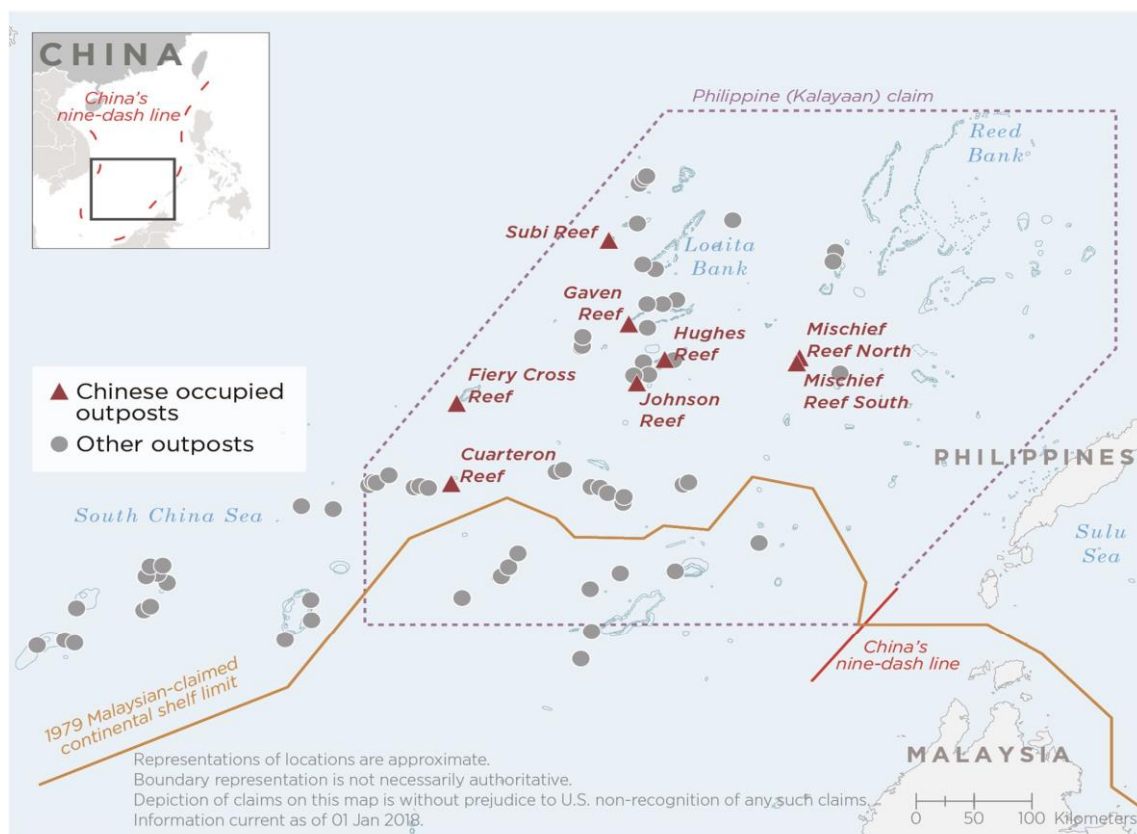 CHINA
China's
nine-dash line
Philippine (Kalayaan) claim
Reed
Bank
Subi Reef
Loaita
Bank
Gaven
Reef
Hughes
Reef
Mischief
Reef North
Mischief
Reef South
Fiery Cross
Reef
Johnson
Reef
Chinese occupied
outposts
Other outposts
Cuarteron
Reef
PHILIPPINES
South China Sea
Sulu
Sea
China's
nine-dash line
1979 Malaysian-claimed
continental shelf limit
MALAYSIA
Representations of locations are approximate.
Boundary representation is not necessarily authoritative.
Depiction of claims on this map is without prejudice to U.S. non-recognition of any such claims.
Information current as of 01 Jan 2018.
0 50 100 Kilometers